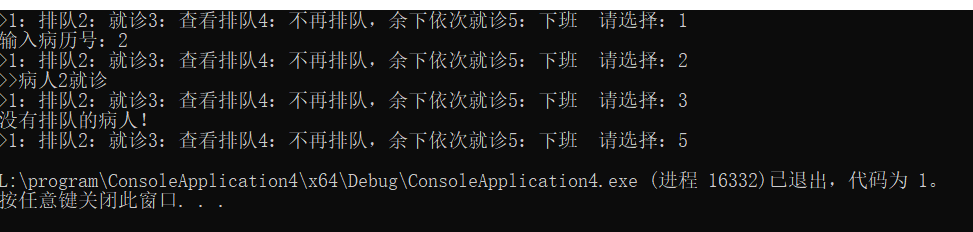 >1：排队2：就诊3：查看排队4：不再排队，余下依次就诊5：下班  请选择：1
输入病历号：2
>1：排队2：就诊3：查看排队4：不再排队，余下依次就诊5：下班  请选择：2
>>病人2就诊
>1：排队2：就诊3：查看排队4：不再排队，余下依次就诊5：下班  请选择：3
没有排队的病人！
>1：排队2：就诊3：查看排队4：不再排队，余下依次就诊5：下班  请选择：5
L:\program\ConsoleApplication4\x64\Debug\ConsoleApplication4.exe (进程 16332)已退出，代码为 1。
按任意键关闭此窗口. . .